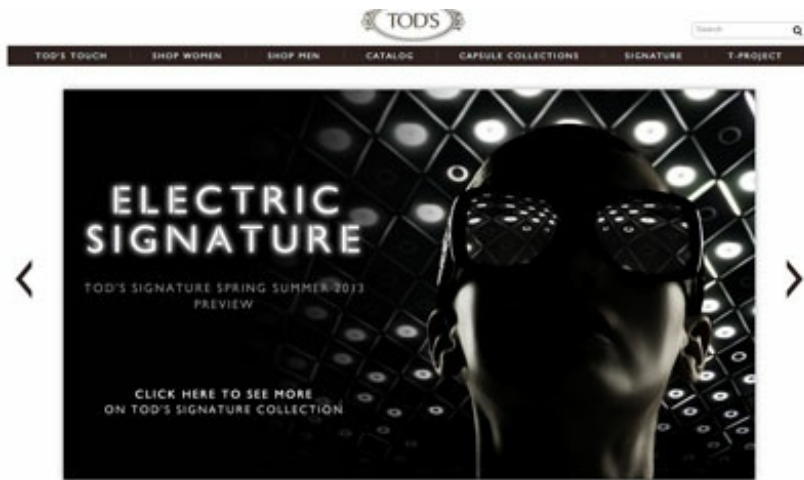 TOD'S
Search
TOD'S TOUCH
SHOP WOMEN
SHOP MEN
CATALOG
CAPSULE COLLECTIONS
SIGNATURE
T-PROJECT
ELECTRIC
SIGNATURE
TOD'S SIGNATURE SPRING SUMMER 2013
PREVIEW
CLICK HERE TO SEE MORE
ON TOD'S SIGNATURE COLLECTION